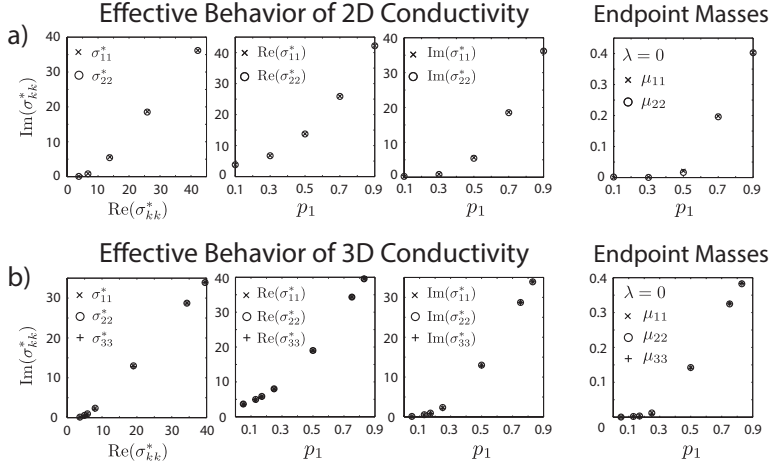 Effective Behavior of 2D Conductivity
Endpoint Masses
a)
Im(σ*kk)
40
30
20
10
0
× σ*11
○ σ*22
0 10 20 30 40
Re(σ*kk)
50
40
30
20
10
0
× Re(σ*11)
○ Re(σ*22)
0.1 0.3 0.5 0.7 0.9
p1
40
30
20
10
0
× Im(σ*11)
○ Im(σ*22)
0.1 0.3 0.5 0.7 0.9
p1
0.4
0.3
0.2
0.1
0
λ = 0
× μ11
○ μ22
0.1 0.3 0.5 0.7 0.9
p1
Effective Behavior of 3D Conductivity
Endpoint Masses
b)
Im(σ*kk)
30
20
10
0
× σ*11
○ σ*22
+ σ*33
0 10 20 30 40
Re(σ*kk)
40
30
20
10
0
× Re(σ*11)
○ Re(σ*22)
+ Re(σ*33)
0.1 0.3 0.5 0.7 0.9
p1
30
20
10
0
× Im(σ*11)
○ Im(σ*22)
+ Im(σ*33)
0.1 0.3 0.5 0.7 0.9
p1
0.4
0.3
0.2
0.1
0
λ = 0
× μ11
○ μ22
+ μ33
0.1 0.3 0.5 0.7 0.9
p1